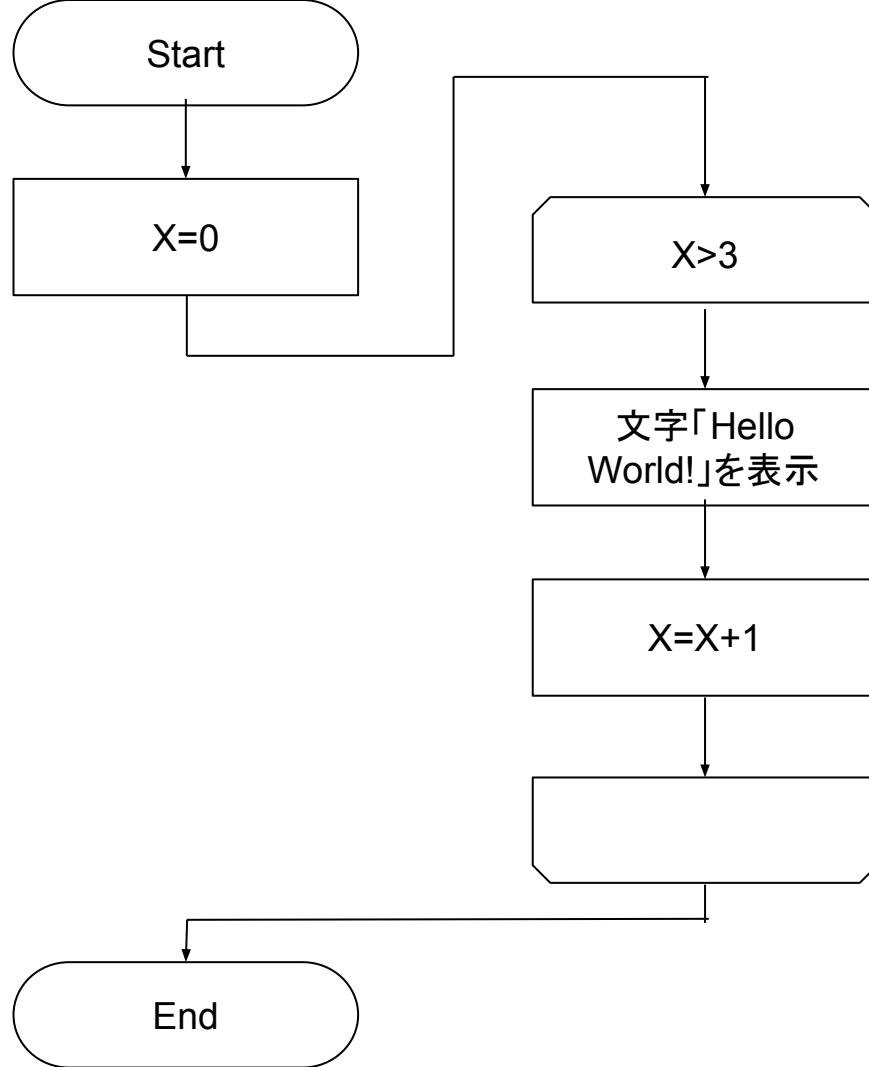 Start
X=0
X>3
文字「Hello
World!」を表示
X=X+1
End